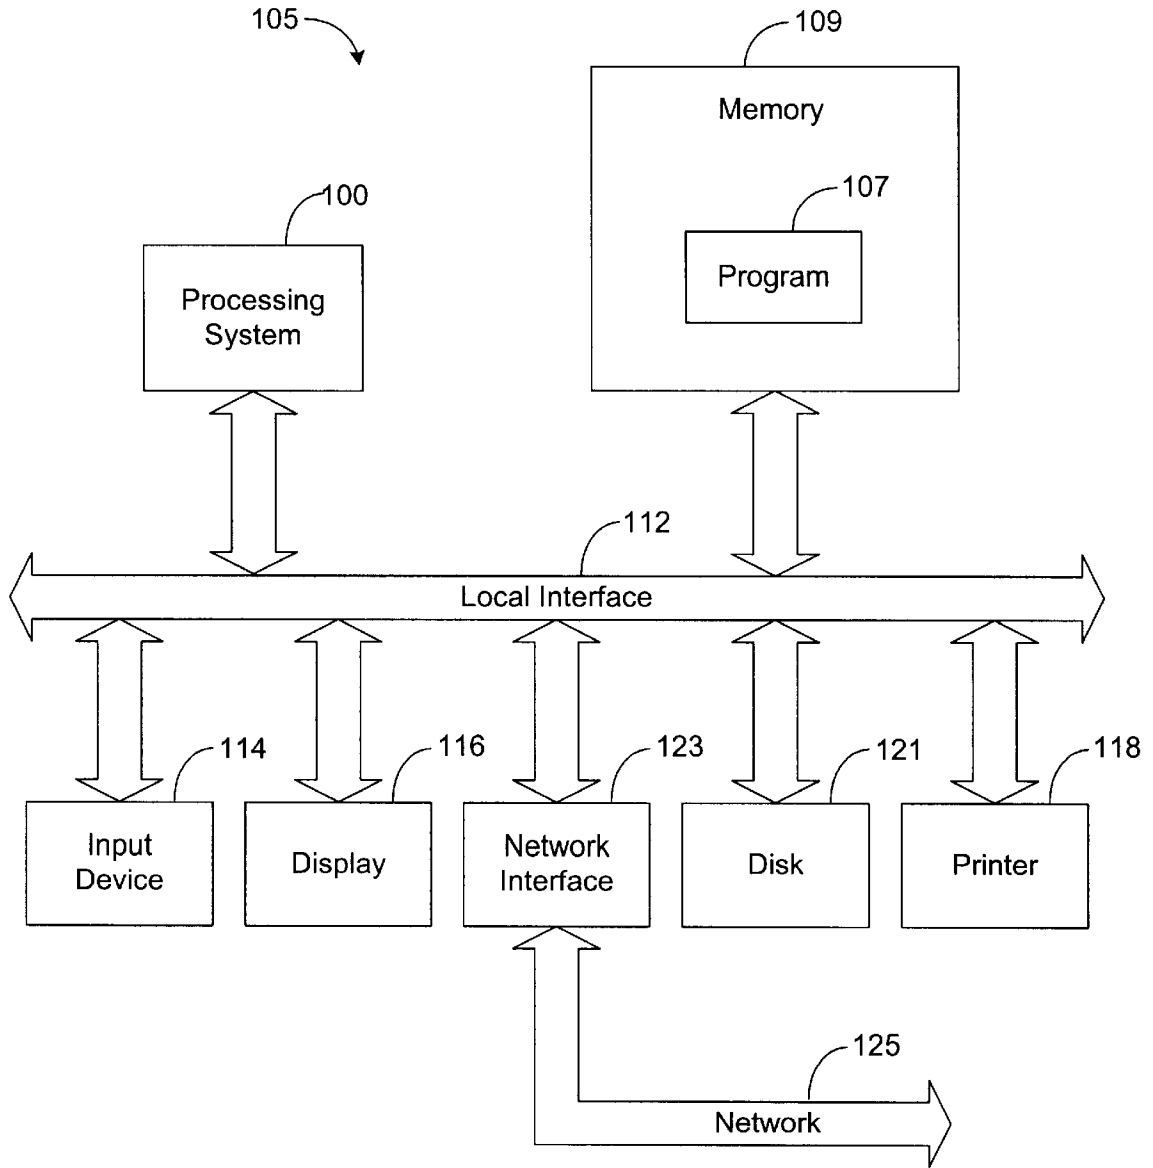 105
109
Memory
100
107
Processing
System
Program
112
Local Interface
114
116
123
121
118
Input
Device
Display
Network
Interface
Disk
Printer
125
Network